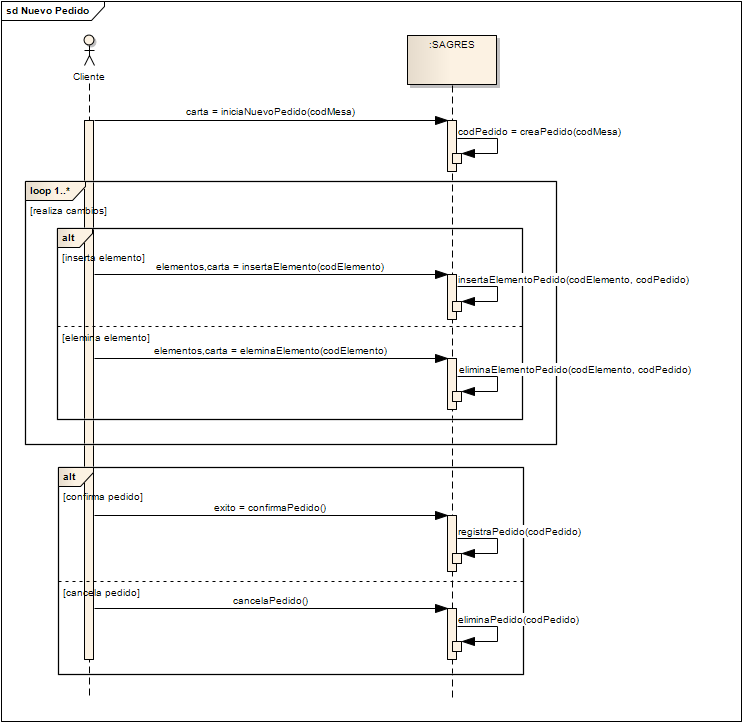 sd Nuevo Pedido
Cliente
:SAGRES
carta = iniciaNuevoPedido(codMesa)
codPedido = creaPedido(codMesa)
loop 1..*
[realiza cambios]
alt
[inserta elemento]
elementos,carta = insertaElemento(codElemento)
insertaElementoPedido(codElemento, codPedido)
[elemina elemento]
elementos,carta = eleminaElemento(codElemento)
eliminaElementoPedido(codElemento, codPedido)
alt
[confirma pedido]
exito = confirmaPedido()
registraPedido(codPedido)
[cancela pedido]
cancelaPedido()
eliminaPedido(codPedido)